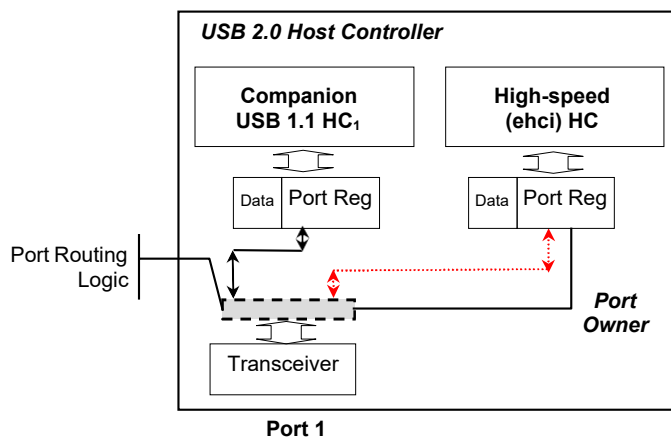 USB 2.0 Host Controller
Companion
USB 1.1 HC₁
High-speed
(ehci) HC
Data
Port Reg
Data
Port Reg
Port Routing
Logic
Port
Owner
Transceiver
Port 1